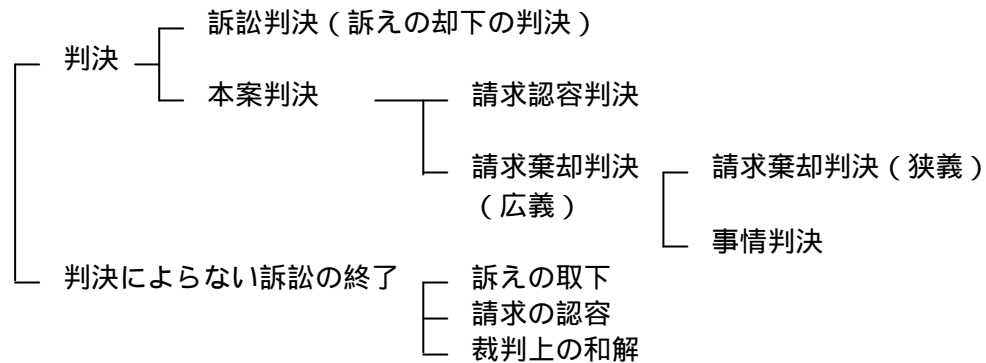 訴訟判決（訴えの却下の判決）
判決
本案判決 請求認容判決
請求棄却判決 請求棄却判決（狭義）
（広義）
事情判決
判決によらない訴訟の終了 訴えの取下
請求の認容
裁判上の和解